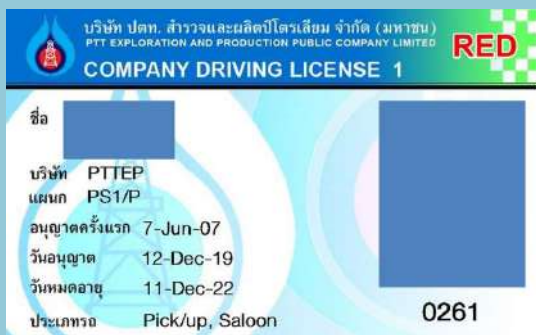 บริษัท ปตท. สำรวจและผลิตปิโตรเลียม จำกัด (มหาชน)
PTT EXPLORATION AND PRODUCTION PUBLIC COMPANY LIMITED
RED
COMPANY DRIVING LICENSE 1
ชื่อ
บริษัท PTTEP
แผนก PS1/P
อนุญาตครั้งแรก 7-Jun-07
วันอนุญาต 12-Dec-19
วันหมดอายุ 11-Dec-22
ประเภทรถ Pick/up, Saloon
0261